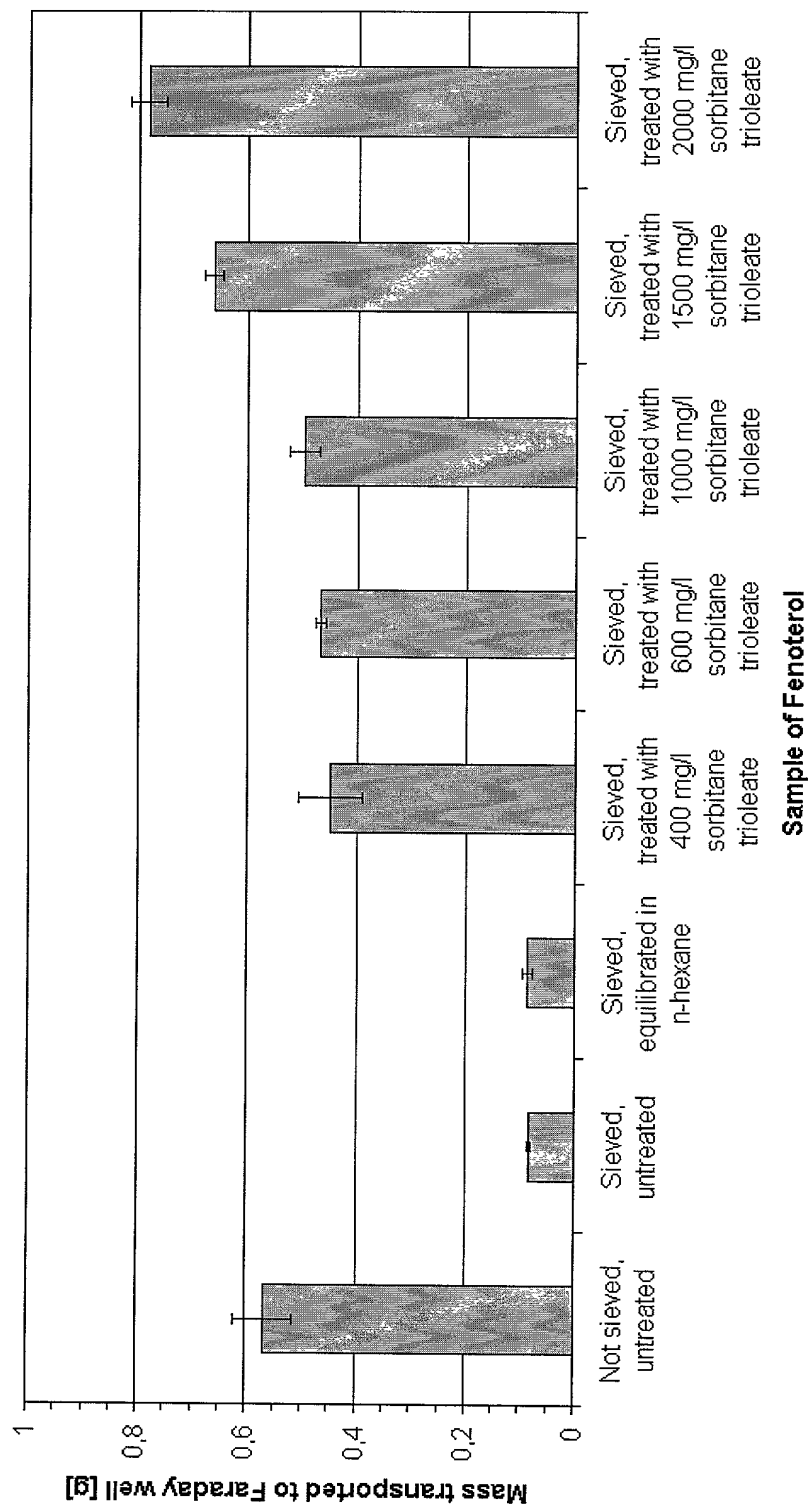 Mass transported to Faraday well [g]
1
0,8
0,6
0,4
0,2
0
Not sieved,
untreated
Sieved,
untreated
Sieved,
equilibrated in
n-hexane
Sieved,
treated with
400 mg/l
sorbitane
trioleate
Sieved,
treated with
600 mg/l
sorbitane
trioleate
Sieved,
treated with
1000 mg/l
sorbitane
trioleate
Sieved,
treated with
1500 mg/l
sorbitane
trioleate
Sieved,
treated with
2000 mg/l
sorbitane
trioleate
Sample of Fenoterol